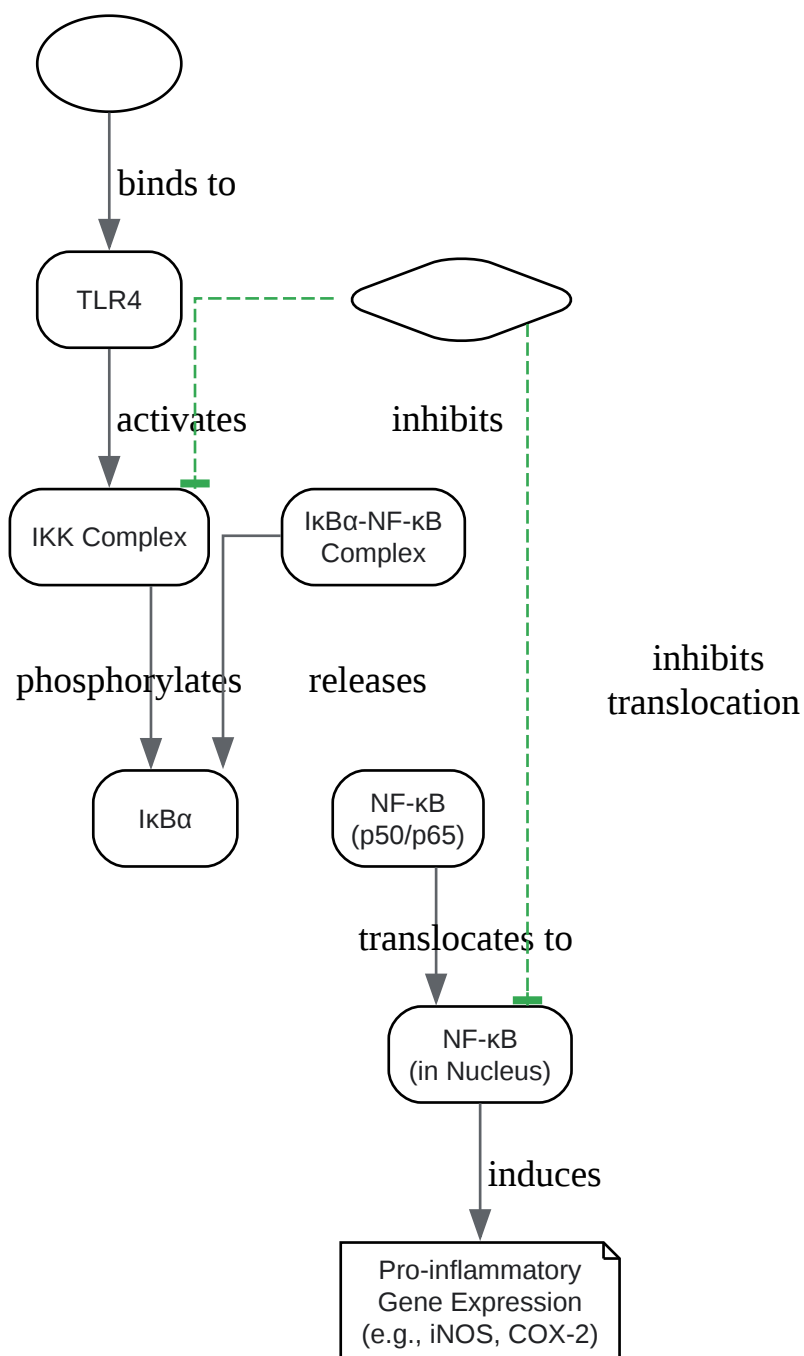 binds to
TLR4
activates
inhibits
IKK Complex
IκBα-NF-κB
Complex
phosphorylates
releases
inhibits
translocation
IκBα
NF-κB
(p50/p65)
translocates to
NF-κB
(in Nucleus)
induces
Pro-inflammatory
Gene Expression
(e.g., iNOS, COX-2)